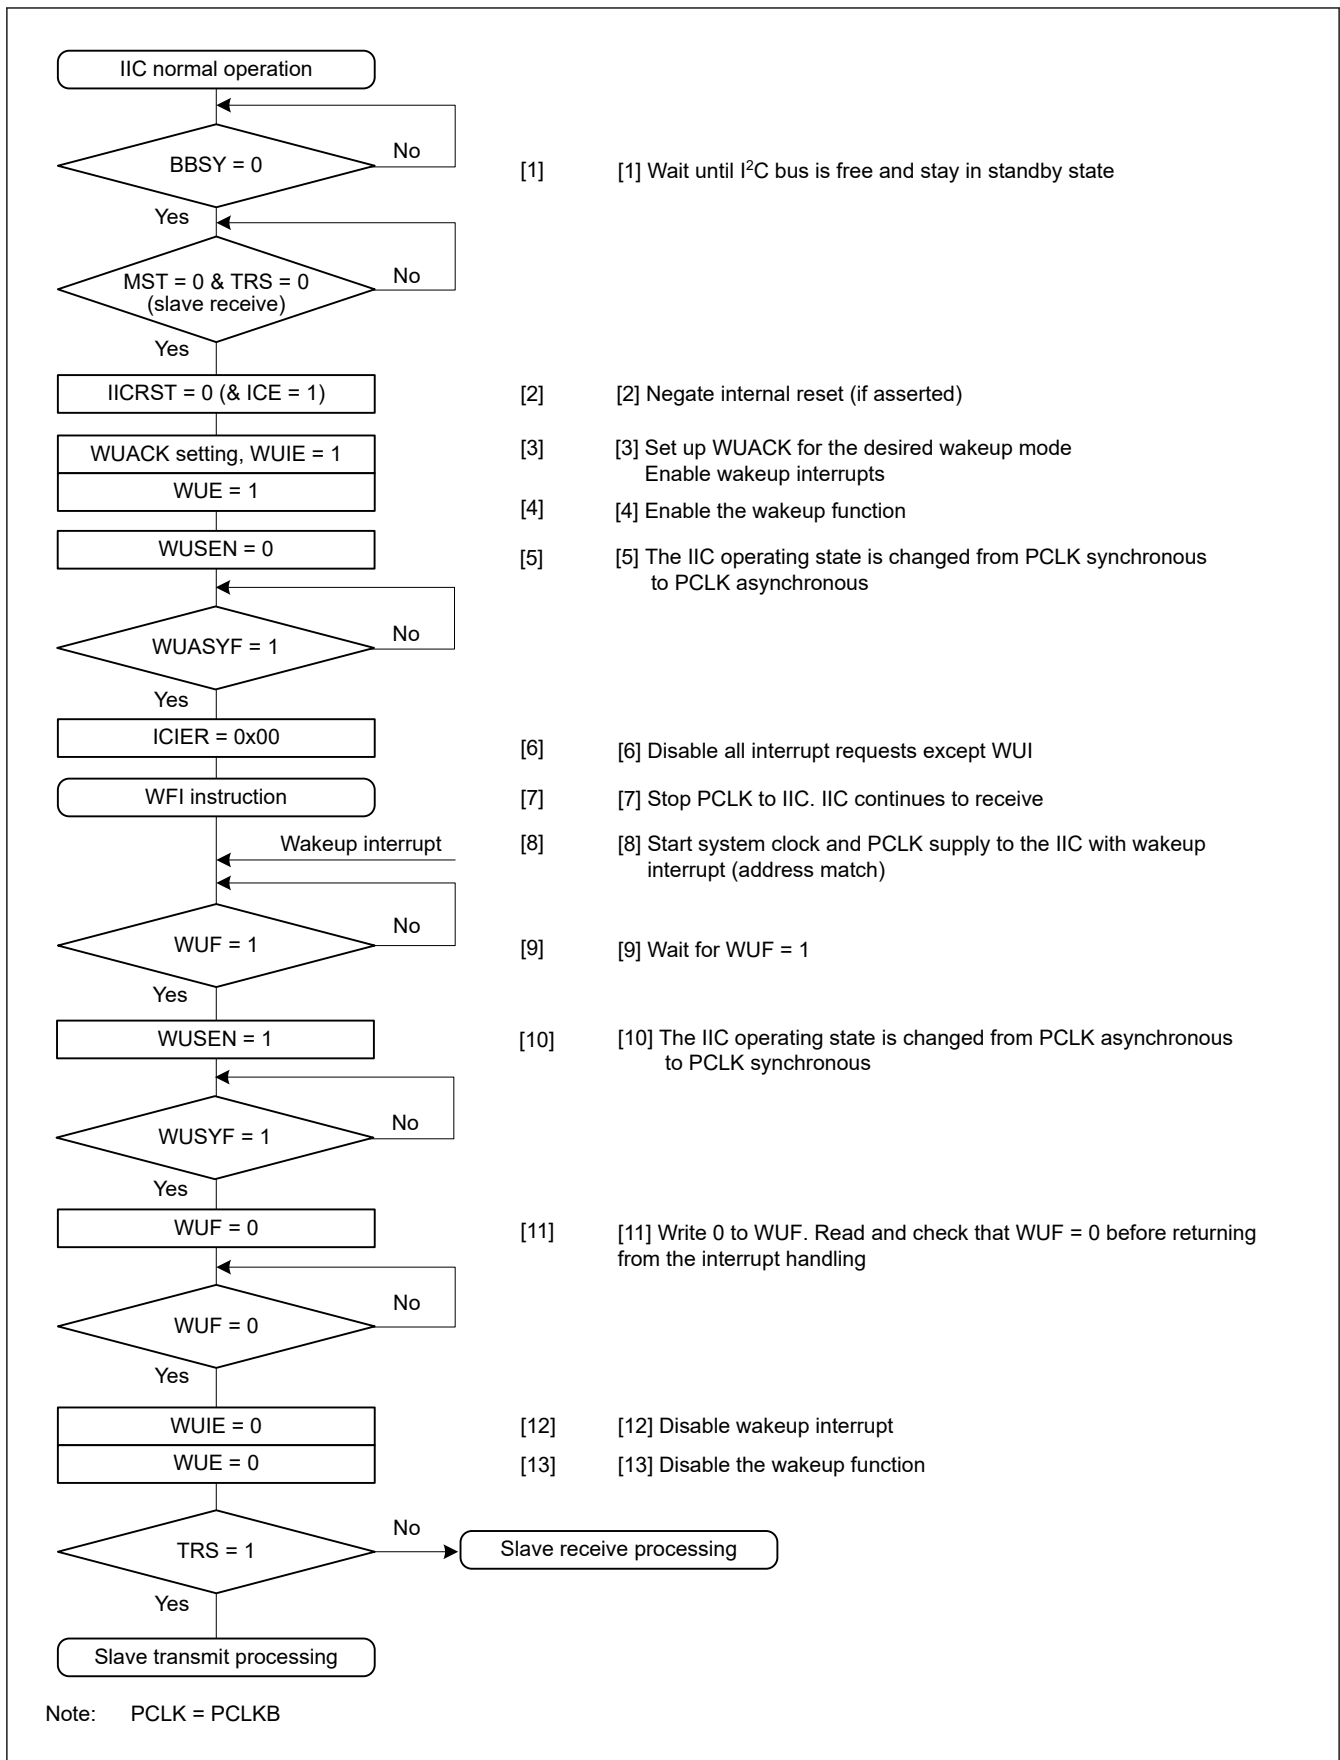 IIC normal operation
BBSY = 0
No
[1]
[1] Wait until I²C bus is free and stay in standby state
Yes
MST = 0 & TRS = 0
(slave receive)
No
Yes
IICRST = 0 (& ICE = 1)
[2]
[2] Negate internal reset (if asserted)
WUACK setting, WUIE = 1
[3]
[3] Set up WUACK for the desired wakeup mode
Enable wakeup interrupts
WUE = 1
[4]
[4] Enable the wakeup function
WUSEN = 0
[5]
[5] The IIC operating state is changed from PCLK synchronous
to PCLK asynchronous
WUASYF = 1
No
Yes
ICIER = 0x00
[6]
[6] Disable all interrupt requests except WUI
WFI instruction
[7]
[7] Stop PCLK to IIC. IIC continues to receive
Wakeup interrupt
[8]
[8] Start system clock and PCLK supply to the IIC with wakeup
interrupt (address match)
WUF = 1
No
[9]
[9] Wait for WUF = 1
Yes
WUSEN = 1
[10]
[10] The IIC operating state is changed from PCLK asynchronous
to PCLK synchronous
WUSYF = 1
No
Yes
WUF = 0
[11]
[11] Write 0 to WUF. Read and check that WUF = 0 before returning
from the interrupt handling
WUF = 0
No
Yes
WUIE = 0
[12]
[12] Disable wakeup interrupt
WUE = 0
[13]
[13] Disable the wakeup function
TRS = 1
No
Slave receive processing
Yes
Slave transmit processing
Note: PCLK = PCLKB